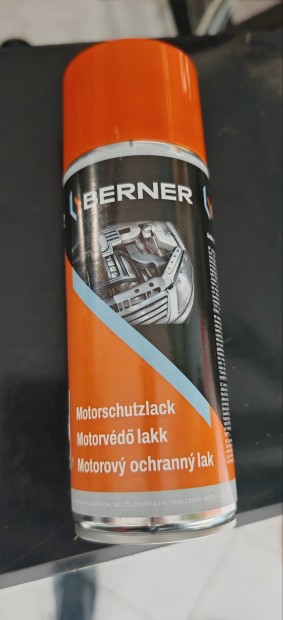 BERNER
Motorschutzlack
Motorvédő lakk
Motorový ochranný lak